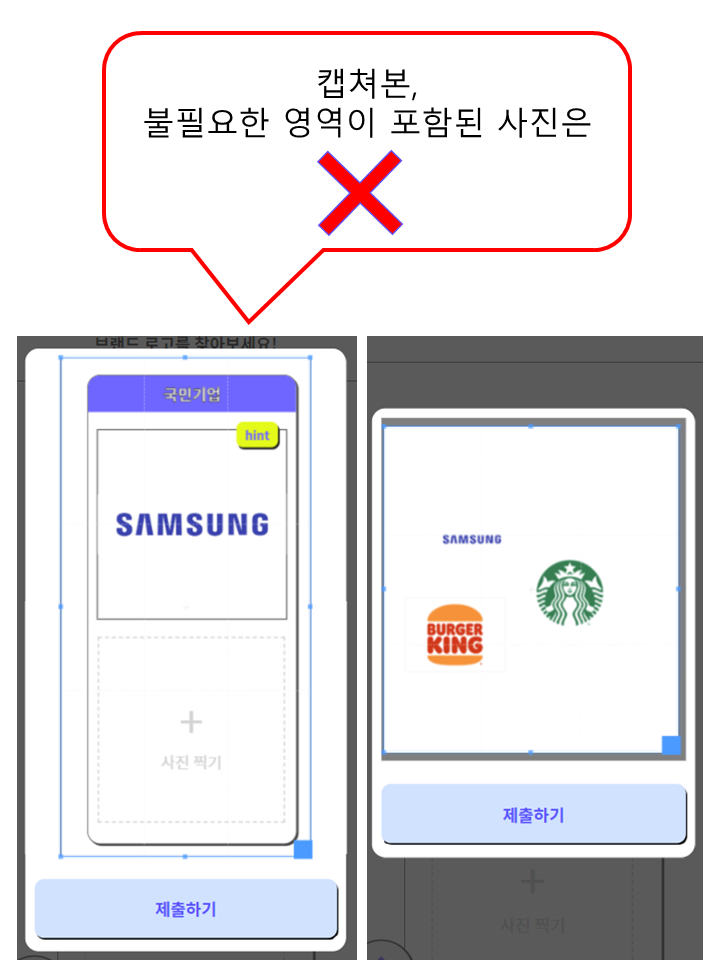 캡쳐본,
불필요한 영역이 포함된 사진은
브랜드 로고를 찾아보세요!
국민기업
hint
SAMSUNG
사진 찍기
제출하기
SAMSUNG
BURGER
KING
제출하기
사진 찍기